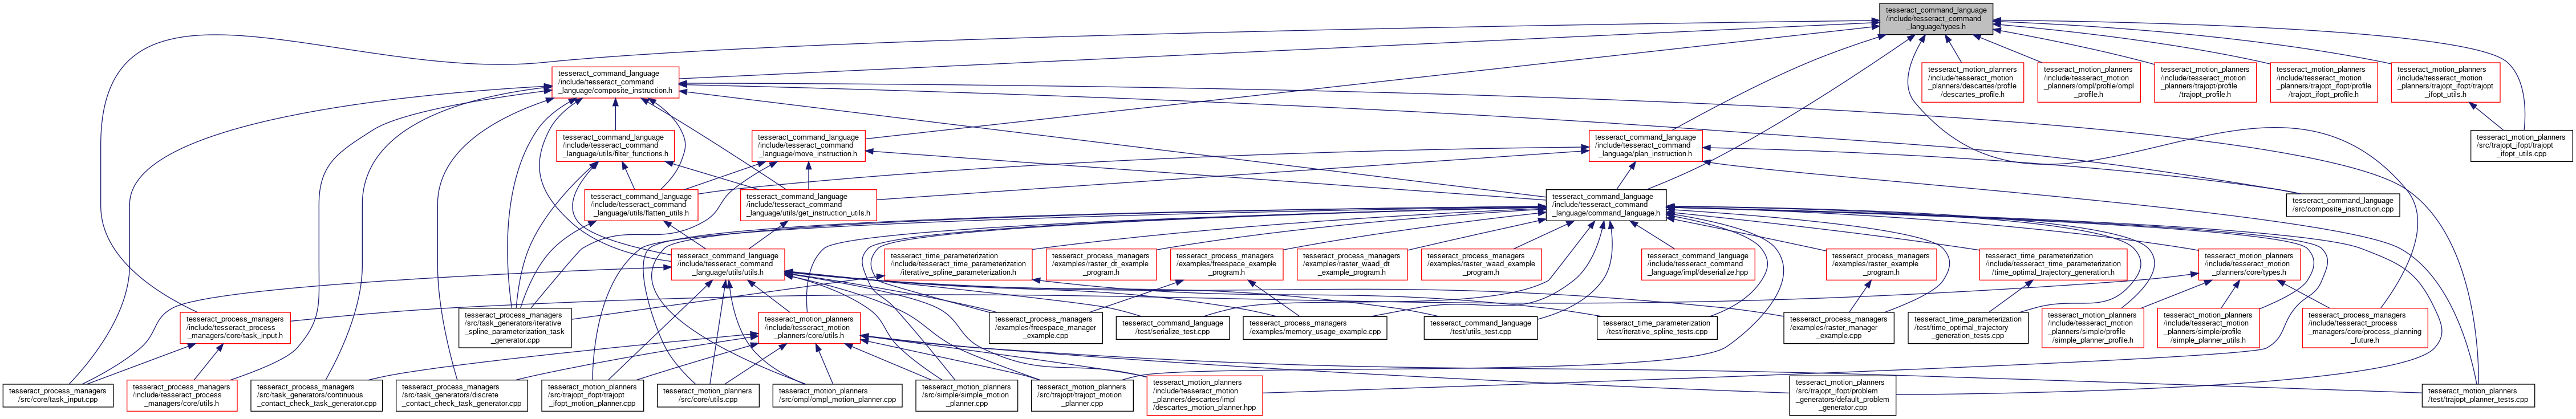 tesseract_command_language
/include/tesseract_command
_language/types.h
tesseract_command_language
/include/tesseract_command
_language/composite_instruction.h
tesseract_motion_planners
/include/tesseract_motion
_planners/descartes/profile
/descartes_profile.h
tesseract_motion_planners
/include/tesseract_motion
_planners/ompl/profile/ompl
_profile.h
tesseract_motion_planners
/include/tesseract_motion
_planners/trajopt/profile
/trajopt_profile.h
tesseract_motion_planners
/include/tesseract_motion
_planners/trajopt_ifopt/profile
/trajopt_ifopt_profile.h
tesseract_motion_planners
/include/tesseract_motion
_planners/trajopt_ifopt/trajopt
_ifopt_utils.h
tesseract_command_language
/include/tesseract_command
_language/utils/filter_functions.h
tesseract_command_language
/include/tesseract_command
_language/move_instruction.h
tesseract_command_language
/include/tesseract_command
_language/plan_instruction.h
tesseract_motion_planners
/src/trajopt_ifopt/trajopt
_ifopt_utils.cpp
tesseract_command_language
/include/tesseract_command
_language/utils/flatten_utils.h
tesseract_command_language
/include/tesseract_command
_language/utils/get_instruction_utils.h
tesseract_command_language
/include/tesseract_command
_language/command_language.h
tesseract_command_language
/src/composite_instruction.cpp
tesseract_command_language
/include/tesseract_command
_language/utils/utils.h
tesseract_time_parameterization
/include/tesseract_time_parameterization
/iterative_spline_parameterization.h
tesseract_process_managers
/examples/raster_dt_example
_program.h
tesseract_process_managers
/examples/freespace_example
_program.h
tesseract_process_managers
/examples/raster_waad_dt
_example_program.h
tesseract_process_managers
/examples/raster_waad_example
_program.h
tesseract_command_language
/include/tesseract_command
_language/impl/deserialize.hpp
tesseract_process_managers
/examples/raster_example
_program.h
tesseract_time_parameterization
/include/tesseract_time_parameterization
/time_optimal_trajectory_generation.h
tesseract_motion_planners
/include/tesseract_motion
_planners/core/types.h
tesseract_process_managers
/include/tesseract_process
_managers/core/task_input.h
tesseract_process_managers
/src/task_generators/iterative
_spline_parameterization_task
_generator.cpp
tesseract_motion_planners
/include/tesseract_motion
_planners/core/utils.h
tesseract_process_managers
/examples/freespace_manager
_example.cpp
tesseract_command_language
/test/serialize_test.cpp
tesseract_process_managers
/examples/memory_usage_example.cpp
tesseract_command_language
/test/utils_test.cpp
tesseract_time_parameterization
/test/iterative_spline_tests.cpp
tesseract_process_managers
/examples/raster_manager
_example.cpp
tesseract_time_parameterization
/test/time_optimal_trajectory
_generation_tests.cpp
tesseract_motion_planners
/include/tesseract_motion
_planners/simple/profile
/simple_planner_profile.h
tesseract_motion_planners
/include/tesseract_motion
_planners/simple/profile
/simple_planner_utils.h
tesseract_process_managers
/include/tesseract_process
_managers/core/process_planning
_future.h
tesseract_process_managers
/src/core/task_input.cpp
tesseract_process_managers
/include/tesseract_process
_managers/core/utils.h
tesseract_process_managers
/src/task_generators/continuous
_contact_check_task_generator.cpp
tesseract_process_managers
/src/task_generators/discrete
_contact_check_task_generator.cpp
tesseract_motion_planners
/src/trajopt_ifopt/trajopt
_ifopt_motion_planner.cpp
tesseract_motion_planners
/src/core/utils.cpp
tesseract_motion_planners
/src/ompl/ompl_motion_planner.cpp
tesseract_motion_planners
/src/simple/simple_motion
_planner.cpp
tesseract_motion_planners
/src/trajopt/trajopt_motion
_planner.cpp
tesseract_motion_planners
/include/tesseract_motion
_planners/descartes/impl
/descartes_motion_planner.hpp
tesseract_motion_planners
/src/trajopt_ifopt/problem
_generators/default_problem
_generator.cpp
tesseract_motion_planners
/test/trajopt_planner_tests.cpp